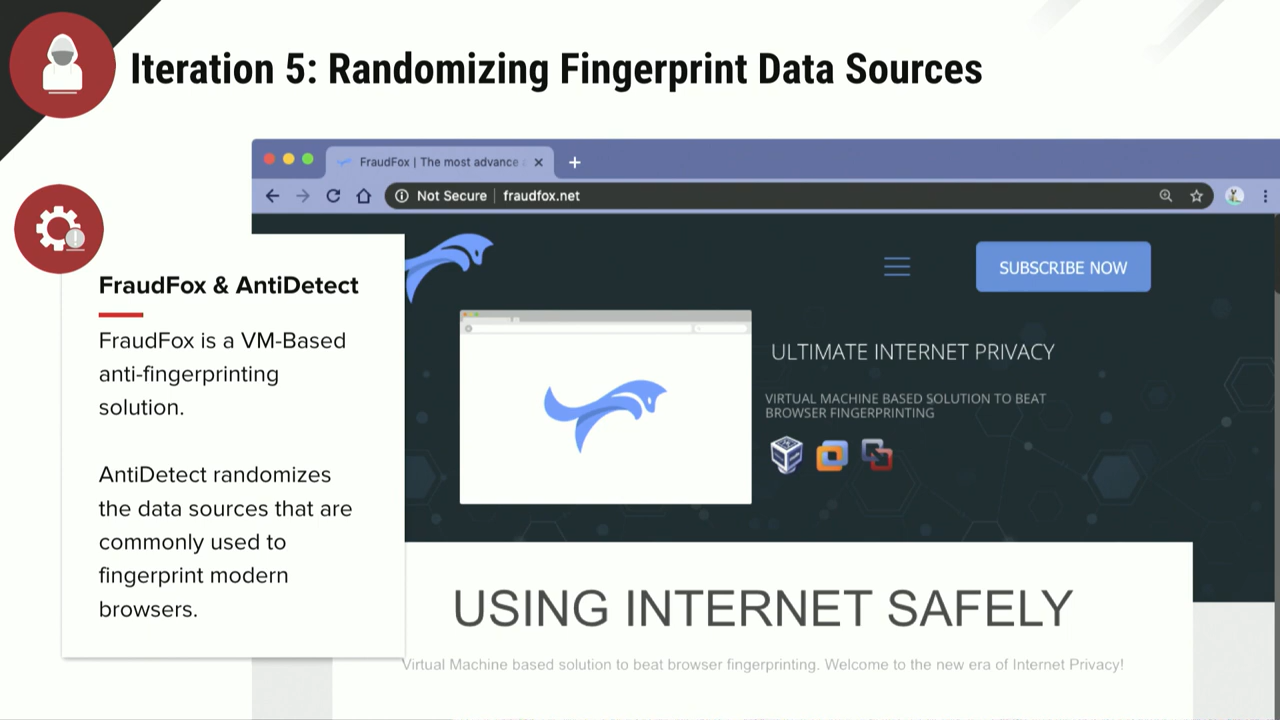 Iteration 5: Randomizing Fingerprint Data Sources
FraudFox | The most advance
Not Secure | fraudfox.net
SUBSCRIBE NOW
FraudFox & AntiDetect
FraudFox is a VM-Based
anti-fingerprinting
solution.
AntiDetect randomizes
the data sources that are
commonly used to
fingerprint modern
browsers.
ULTIMATE INTERNET PRIVACY
VIRTUAL MACHINE BASED SOLUTION TO BEAT
BROWSER FINGERPRINTING
USING INTERNET SAFELY
Virtual Machine based solution to beat browser fingerprinting. Welcome to the new era of Internet Privacy!